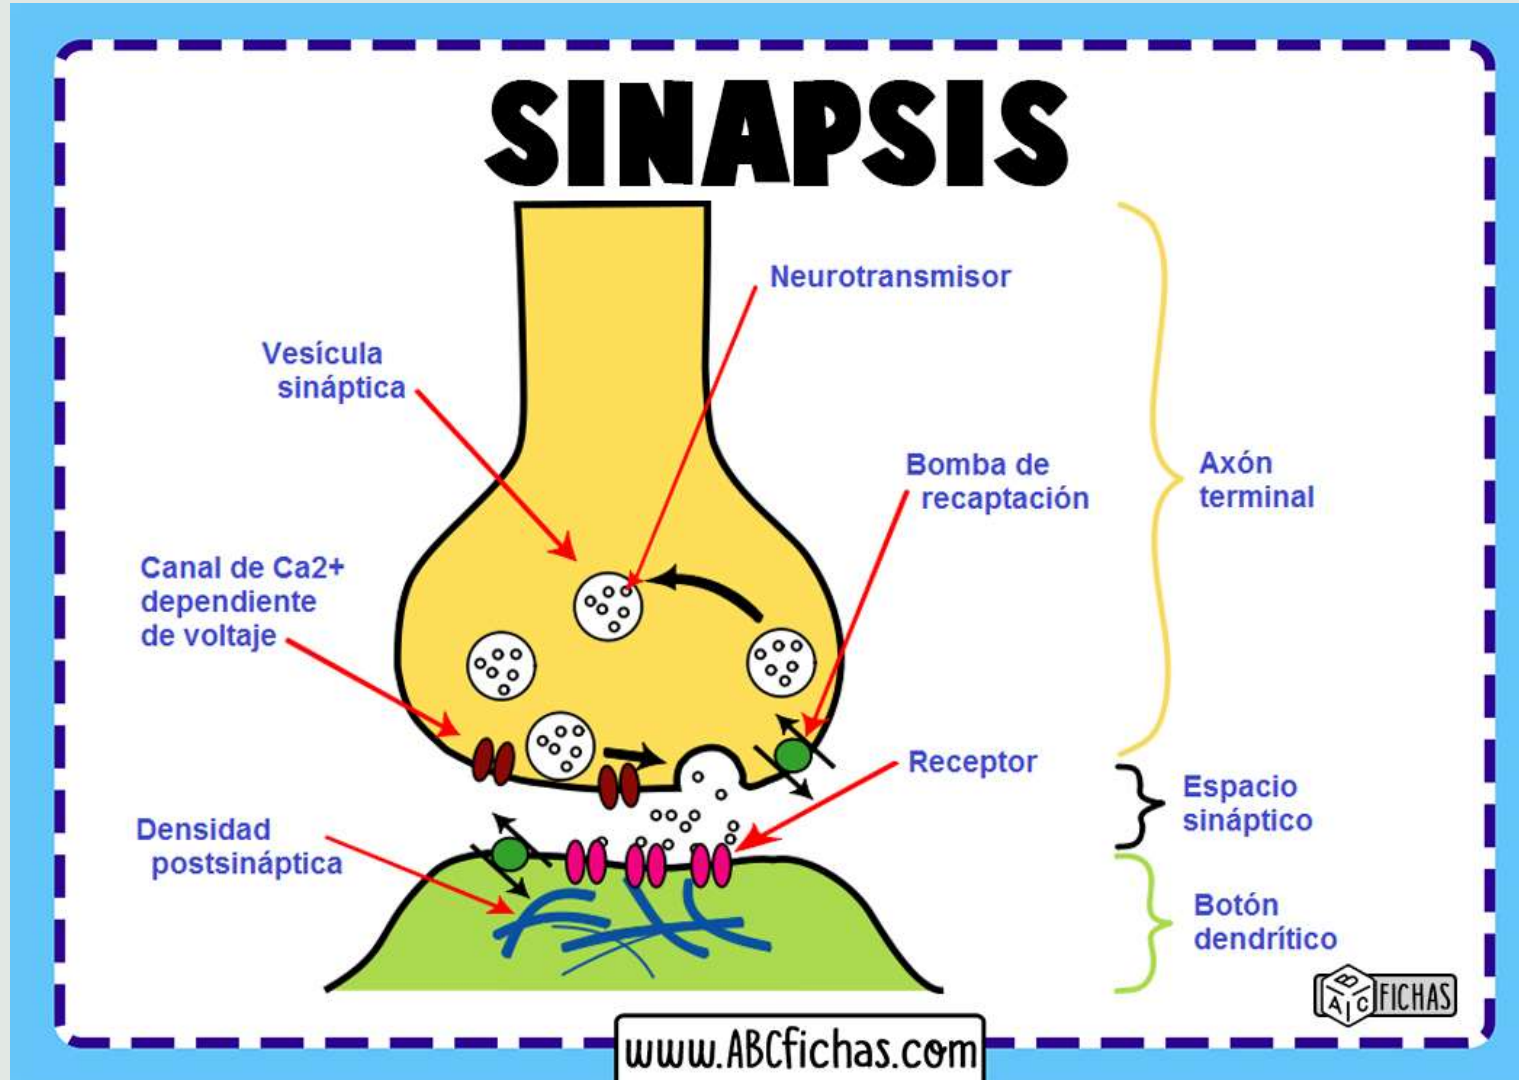 SINAPSIS
Neurotransmisor
Vesícula
sináptica
Bomba de
recaptación
Axón
terminal
Canal de Ca2+
dependiente
de voltaje
Receptor
Espacio
sináptico
Densidad
postsináptica
Botón
dendrítico
ABC FICHAS
www.ABCfichas.com